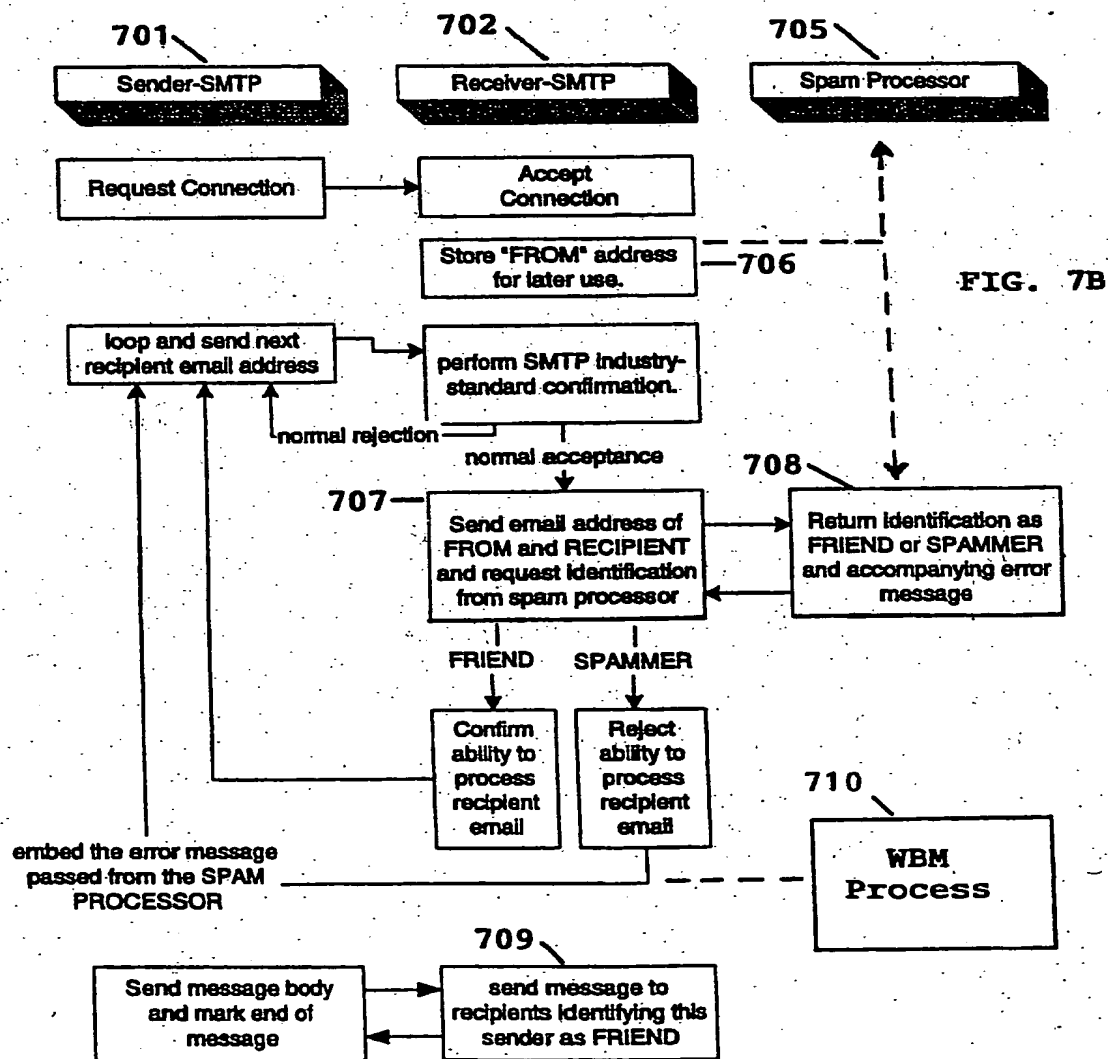 701
702
705
Sender-SMTP
Receiver-SMTP
Spam Processor
Request Connection
Accept
Connection
Store "FROM" address
for later use.
706
FIG. 7B
loop and send next
recipient email address
perform SMTP industry-
standard confirmation.
normal rejection
normal acceptance
707
708
Send email address of
FROM and RECIPIENT
and request identification
from spam processor
Return identification as
FRIEND or SPAMMER
and accompanying error
message
FRIEND
SPAMMER
Confirm
ability to
process
recipient
email
Reject
ability to
process
recipient
email
710
WBM
Process
embed the error message
passed from the SPAM
PROCESSOR
709
Send message body
and mark end of
message
send message to
recipients identifying this
sender as FRIEND